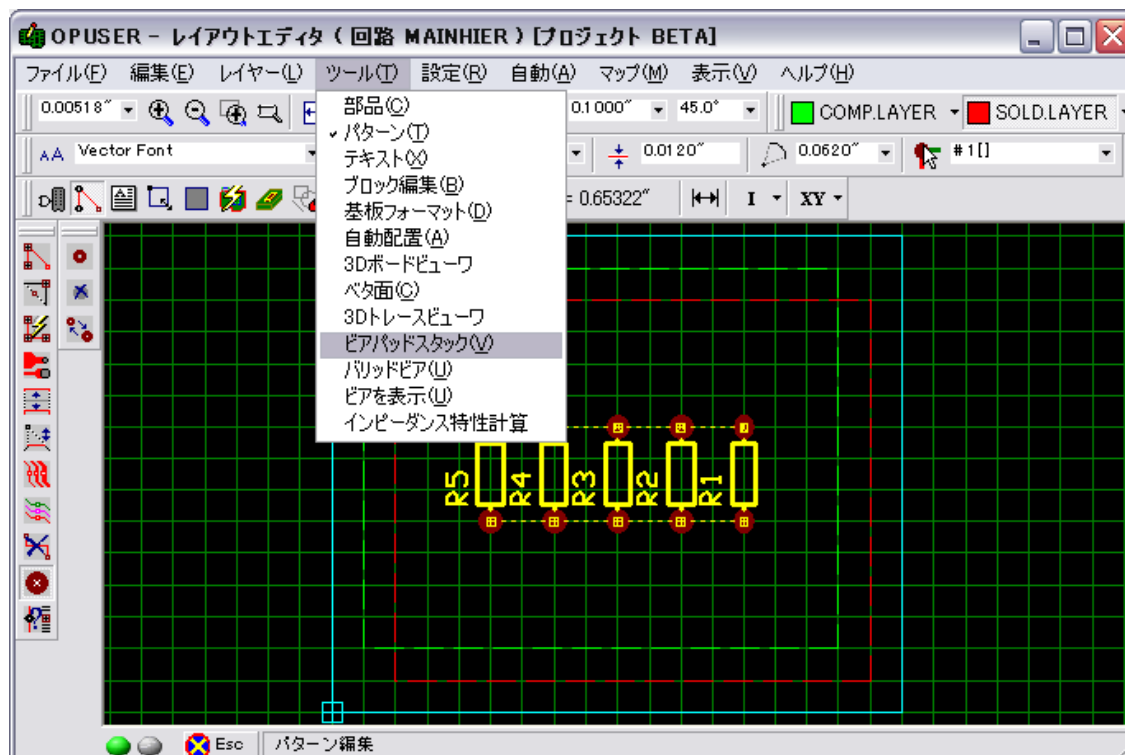 OPUSER - レイアウトエディタ ( 回路 MAINHIER ) [プロジェクト BETA]
ファイル(F) 編集(E) レイヤー(L) ツール(T) 設定(R) 自動(A) マップ(M) 表示(V) ヘルプ(H)
0.00518" 0.1000" 45.0° COMP.LAYER SOLD.LAYER
AA Vector Font 0.0120" 0.0620" #1[]
= 0.65322" I XY
部品(C)
パターン(T)
テキスト(X)
ブロック編集(B)
基板フォーマット(D)
自動配置(A)
3Dボードビューワ
ベタ面(C)
3Dトレースビューワ
ビアパッドスタック(V)
バリッドビア(U)
ビアを表示(U)
インピーダンス特性計算
R5 R4 R3 R2 R1
Esc パターン編集